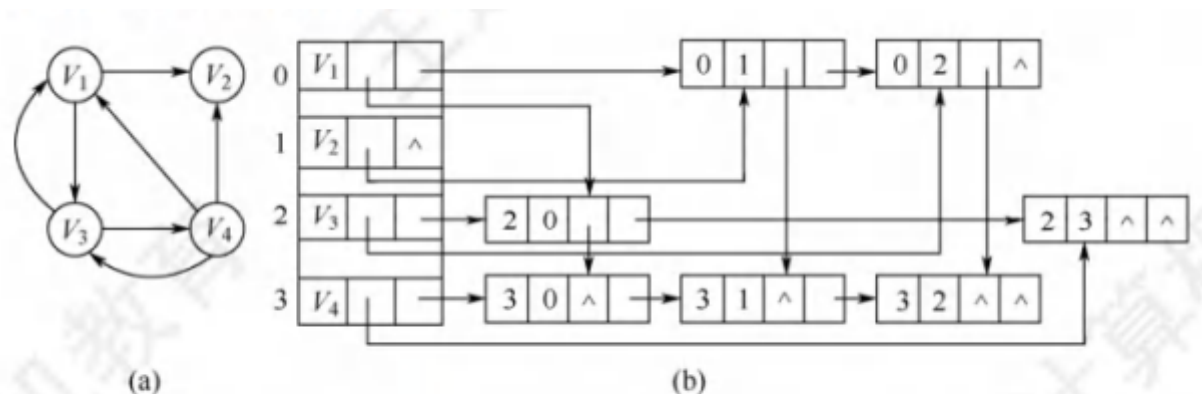 V₁ V₂
V₃ V₄
(a)
0 V₁ 0 1 0 2 ^
1 V₂ ^
2 V₃ 2 0 2 3 ^ ^
3 V₄ 3 0 ^ 3 1 ^ 3 2 ^ ^
(b)